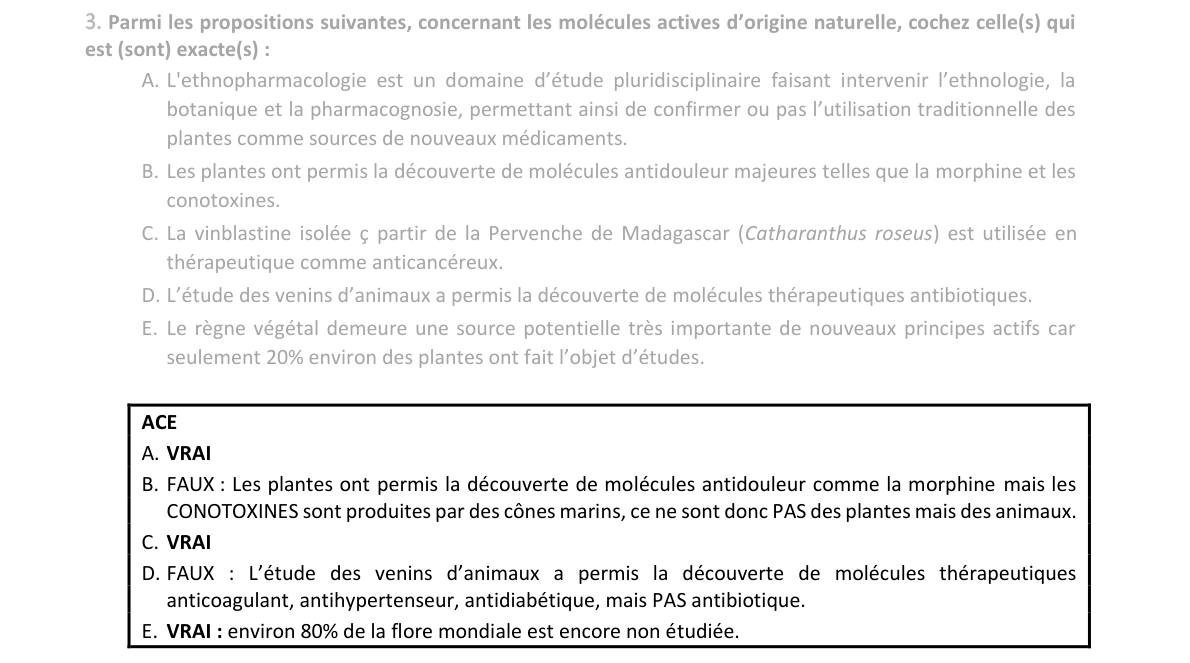 3. Parmi les propositions suivantes, concernant les molécules actives d’origine naturelle, cochez celle(s) qui
est (sont) exacte(s) :
A. L'ethnopharmacologie est un domaine d’étude pluridisciplinaire faisant intervenir l’ethnologie, la
botanique et la pharmacognosie, permettant ainsi de confirmer ou pas l’utilisation traditionnelle des
plantes comme sources de nouveaux médicaments.
B. Les plantes ont permis la découverte de molécules antidouleur majeures telles que la morphine et les
conotoxines.
C. La vinblastine isolée ç partir de la Pervenche de Madagascar (Catharanthus roseus) est utilisée en
thérapeutique comme anticancéreux.
D. L’étude des venins d’animaux a permis la découverte de molécules thérapeutiques antibiotiques.
E. Le règne végétal demeure une source potentielle très importante de nouveaux principes actifs car
seulement 20% environ des plantes ont fait l’objet d’études.
ACE
A. VRAI
B. FAUX : Les plantes ont permis la découverte de molécules antidouleur comme la morphine mais les
CONOTOXINES sont produites par des cônes marins, ce ne sont donc PAS des plantes mais des animaux.
C. VRAI
D. FAUX : L’étude des venins d’animaux a permis la découverte de molécules thérapeutiques
anticoagulant, antihypertenseur, antidiabétique, mais PAS antibiotique.
E. VRAI : environ 80% de la flore mondiale est encore non étudiée.